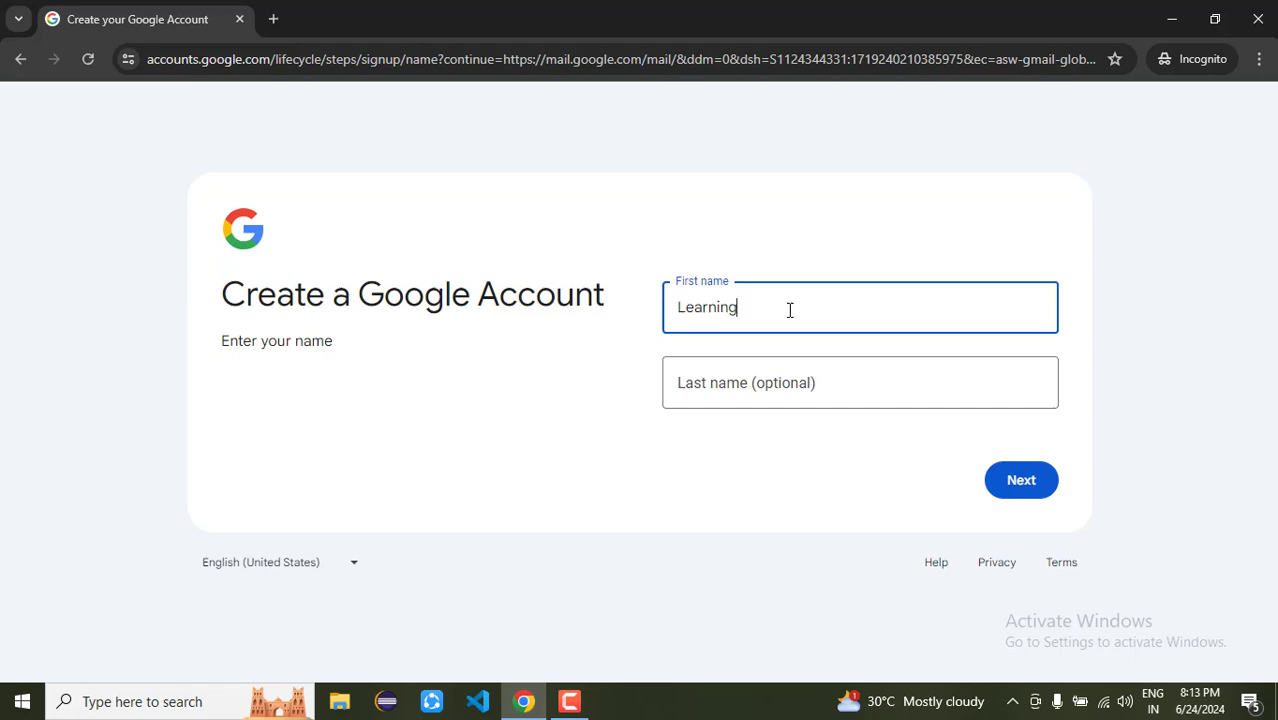 Create your Google Account
accounts.google.com/lifecycle/steps/signup/name?continue=https://mail.google.com/mail/&ddm=0&dsh=S1124344331:1719240210385975&ec=asw-gmail-glob...
Incognito
Create a Google Account
Enter your name
First name
Learning
Last name (optional)
Next
English (United States)
Help
Privacy
Terms
Activate Windows
Go to Settings to activate Windows.
Type here to search
1
30°C Mostly cloudy
ENG
IN
8:13 PM
6/24/2024
5